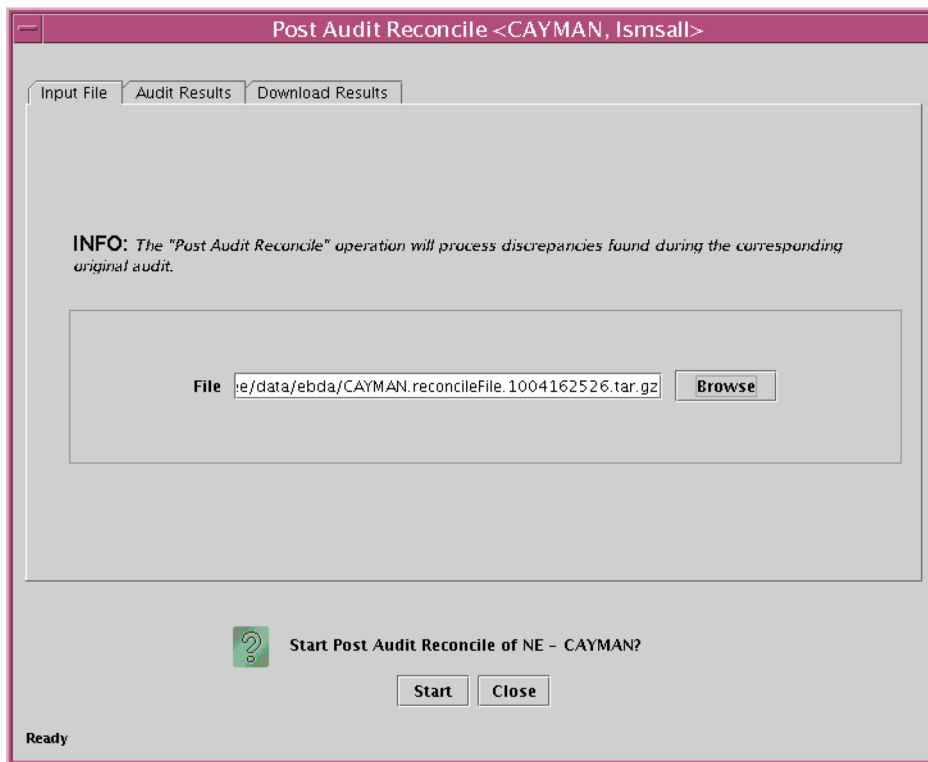 Post Audit Reconcile <CAYMAN, lsmsall>
Input File Audit Results Download Results
INFO: The "Post Audit Reconcile" operation will process discrepancies found during the corresponding
original audit.
File :e/data/ebda/CAYMAN.reconcileFile.1004162526.tar.gz Browse
Start Post Audit Reconcile of NE - CAYMAN?
Start Close
Ready